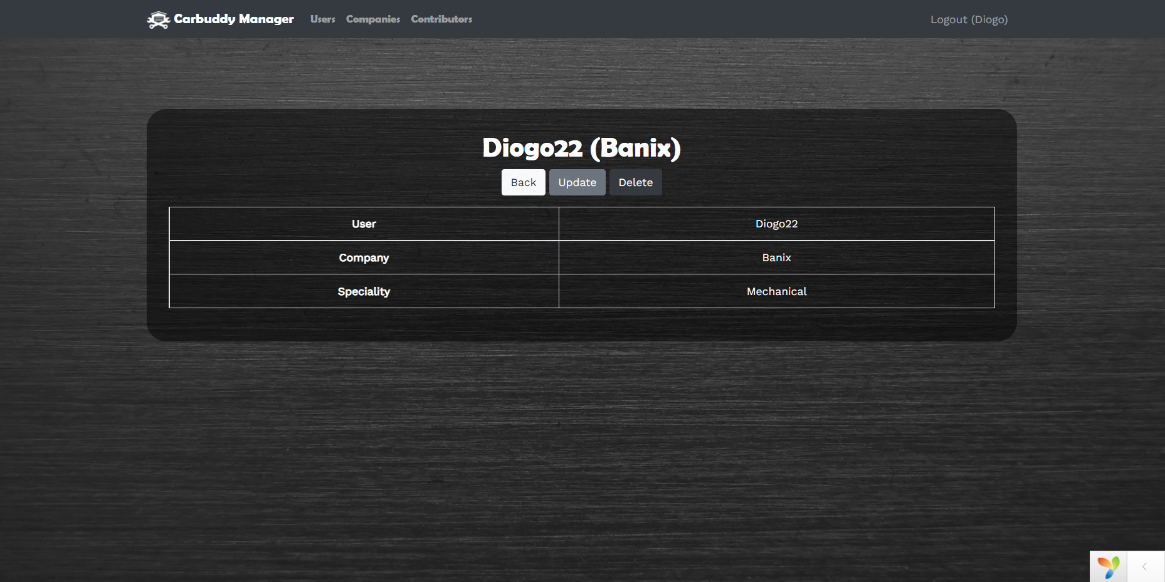 Carbuddy Manager Users Companies Contributors Logout (Diogo)
Diogo22 (Banix)
Back Update Delete
User Diogo22
Company Banix
Speciality Mechanical